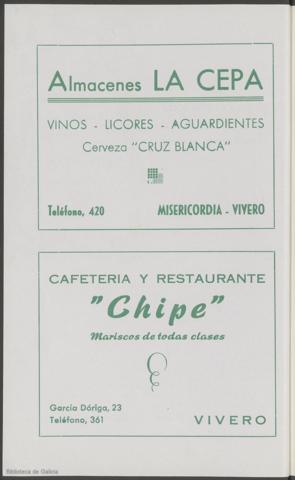 Almacenes LA CEPA
VINOS - LICORES - AGUARDIENTES
Cerveza "CRUZ BLANCA"
Teléfono, 420 MISERICORDIA - VIVERO
CAFETERIA Y RESTAURANTE
"Chipe"
Mariscos de todas clases
García Dóriga, 23
Teléfono, 361 VIVERO
Biblioteca de Galicia